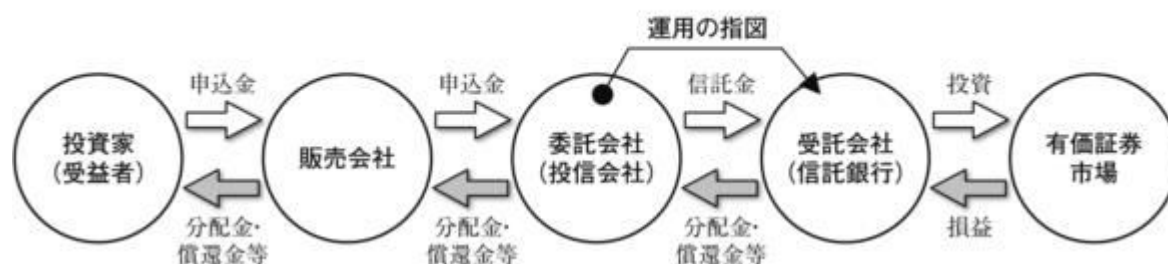 運用の指図
申込金
申込金
信託金
投資
投資家
（受益者）
販売会社
委託会社
（投信会社）
受託会社
（信託銀行）
有価証券
市場
分配金・
償還金等
分配金・
償還金等
分配金・
償還金等
損益